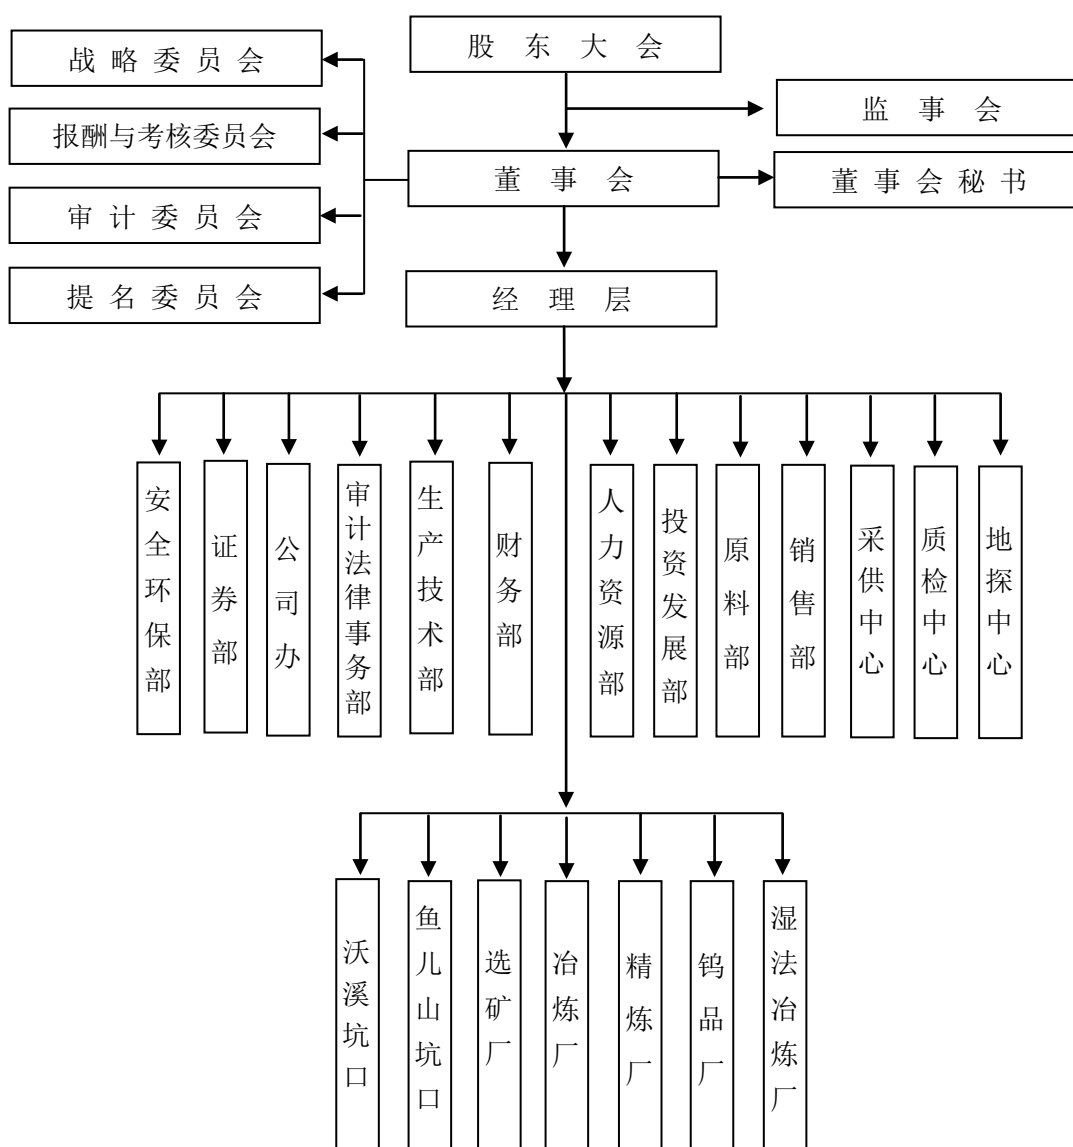 股东大会
战略委员会
监事会
报酬与考核委员会
董事会
董事会秘书
审计委员会
提名委员会
经理层
安全环保部
证券部
公司办
审计法律事务部
生产技术部
财务部
人力资源部
投资发展部
原料部
销售部
采供中心
质检中心
地探中心
沃溪坑口
鱼儿山坑口
选矿厂
冶炼厂
精炼厂
钨品厂
湿法冶炼厂